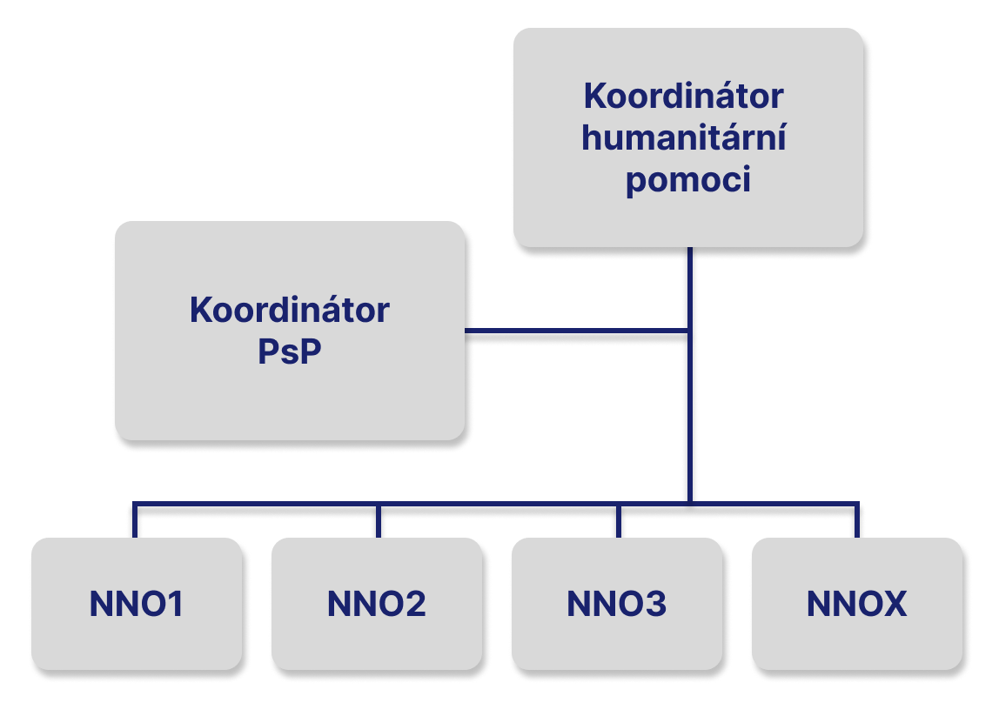 Koordinátor
humanitární
pomoci
Koordinátor
PsP
NNO1
NNO2
NNO3
NNOX